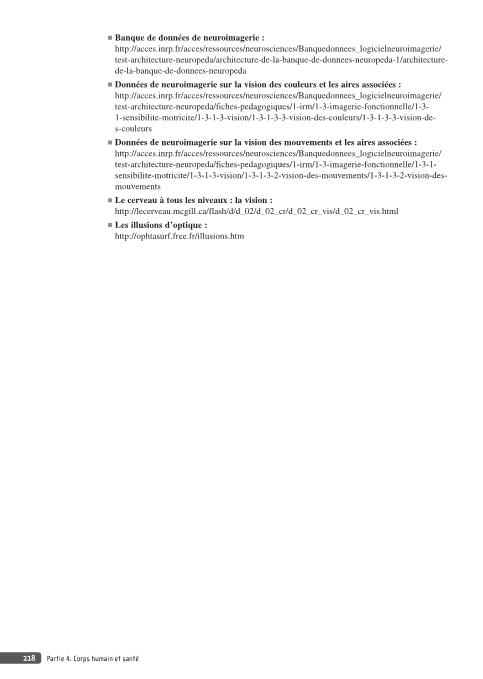 ■ Banque de données de neuroimagerie :
http://acces.inrp.fr/acces/ressources/neurosciences/Banquedonnees_logicielneuroimagerie/
test-architecture-neuropeda/architecture-de-la-banque-de-donnees-neuropeda-1/architecture-
de-la-banque-de-donnees-neuropeda
■ Données de neuroimagerie sur la vision des couleurs et les aires associées :
http://acces.inrp.fr/acces/ressources/neurosciences/Banquedonnees_logicielneuroimagerie/
test-architecture-neuropeda/fiches-pedagogiques/1-irm/1-3-imagerie-fonctionnelle/1-3-
1-sensibilite-motricite/1-3-1-3-vision/1-3-1-3-3-vision-des-couleurs/1-3-1-3-3-vision-de-
s-couleurs
■ Données de neuroimagerie sur la vision des mouvements et les aires associées :
http://acces.inrp.fr/acces/ressources/neurosciences/Banquedonnees_logicielneuroimagerie/
test-architecture-neuropeda/fiches-pedagogiques/1-irm/1-3-imagerie-fonctionnelle/1-3-1-
sensibilite-motricite/1-3-1-3-vision/1-3-1-3-2-vision-des-mouvements/1-3-1-3-2-vision-des-
mouvements
■ Le cerveau à tous les niveaux : la vision :
http://lecerveau.mcgill.ca/flash/d/d_02/d_02_cr/d_02_cr_vis/d_02_cr_vis.html
■ Les illusions d'optique :
http://ophtasurf.free.fr/illusions.htm
218 Partie 4. Corps humain et santé